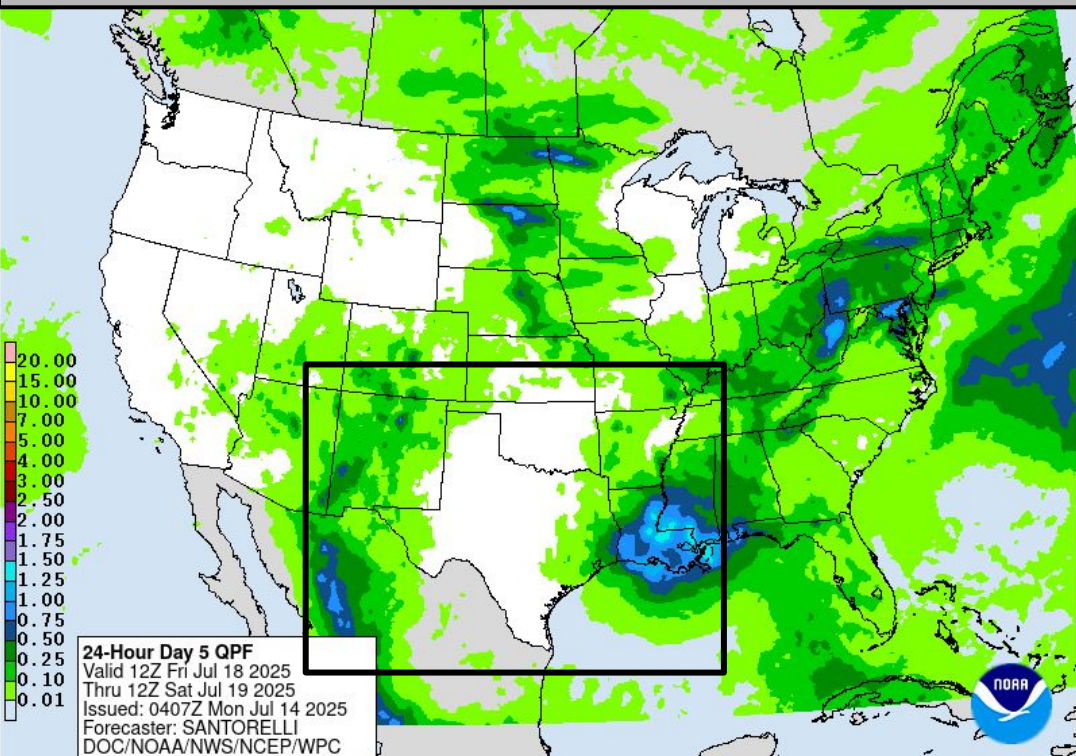 20.00
15.00
10.00
7.00
5.00
4.00
3.00
2.50
2.00
1.75
1.50
1.25
1.00
0.75
0.50
0.25
0.10
0.01
24-Hour Day 5 QPF
Valid 12Z Fri Jul 18 2025
Thru 12Z Sat Jul 19 2025
Issued: 0407Z Mon Jul 14 2025
Forecaster: SANTORELLI
DOC/NOAA/NWS/NCEP/WPC
NOAA